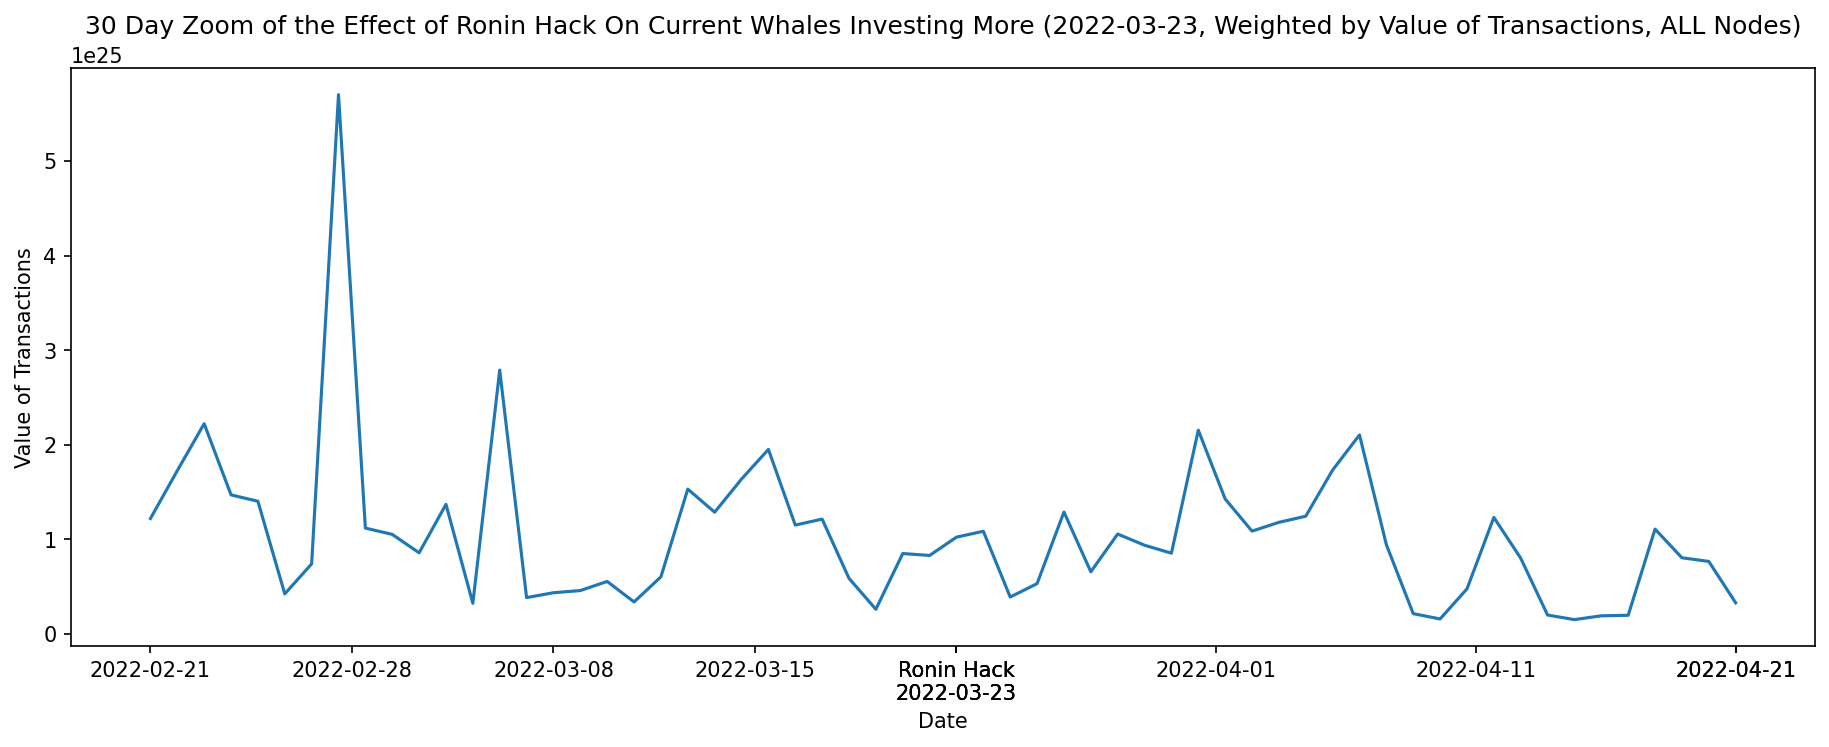 30 Day Zoom of the Effect of Ronin Hack On Current Whales Investing More (2022-03-23, Weighted by Value of Transactions, ALL Nodes)
1e25
5
4
3
2
1
0
Value of Transactions
2022-02-21 2022-02-28 2022-03-08 2022-03-15 Ronin Hack 2022-04-01 2022-04-11 2022-04-21
2022-03-23
Date